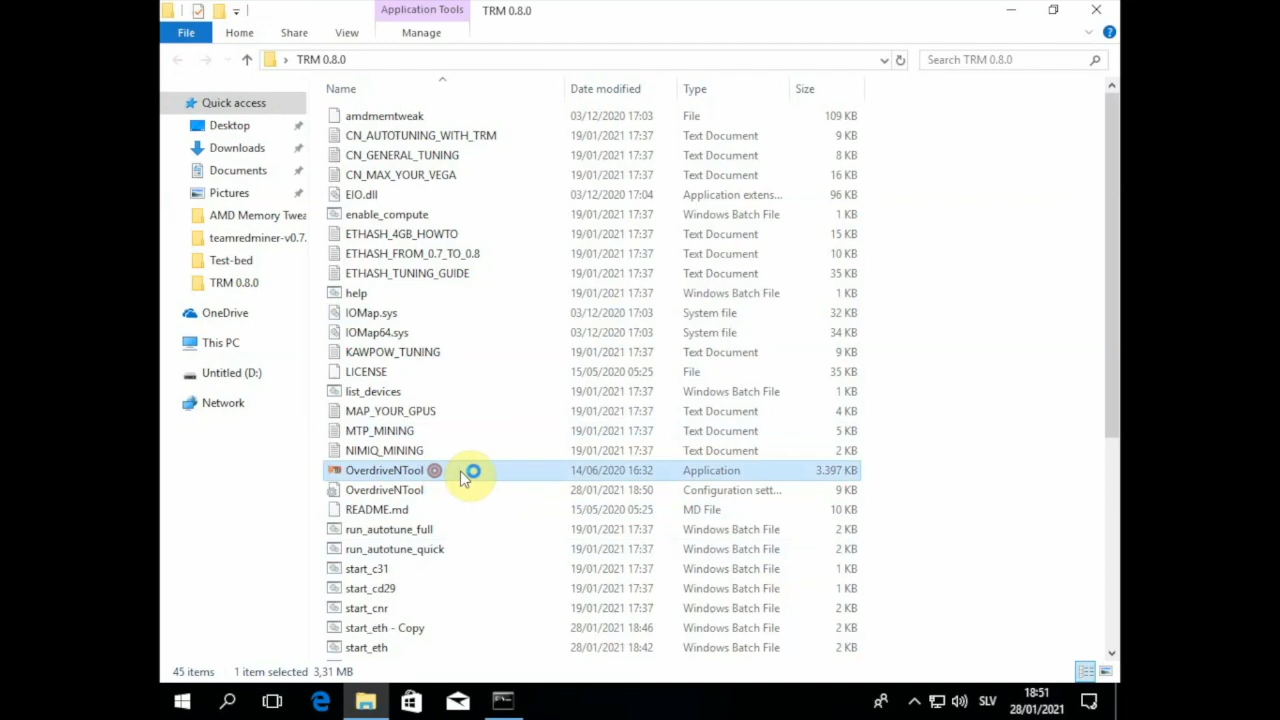 Application Tools TRM 0.8.0
File Home Share View Manage
TRM 0.8.0 Search TRM 0.8.0
Name Date modified Type Size
Quick access
Desktop
Downloads
Documents
Pictures
AMD Memory Twea
teamredminer-v0.7.
Test-bed
TRM 0.8.0
OneDrive
This PC
Untitled (D:)
Network
amdmemtweak 03/12/2020 17:03 File 109 KB
CN_AUTOTUNING_WITH_TRM 19/01/2021 17:37 Text Document 9 KB
CN_GENERAL_TUNING 19/01/2021 17:37 Text Document 8 KB
CN_MAX_YOUR_VEGA 19/01/2021 17:37 Text Document 16 KB
EIO.dll 03/12/2020 17:04 Application extens... 96 KB
enable_compute 19/01/2021 17:37 Windows Batch File 1 KB
ETHASH_4GB_HOWTO 19/01/2021 17:37 Text Document 15 KB
ETHASH_FROM_0.7_TO_0.8 19/01/2021 17:37 Text Document 10 KB
ETHASH_TUNING_GUIDE 19/01/2021 17:37 Text Document 35 KB
help 19/01/2021 17:37 Windows Batch File 1 KB
IOMap.sys 03/12/2020 17:03 System file 32 KB
IOMap64.sys 03/12/2020 17:03 System file 34 KB
KAWPOW_TUNING 19/01/2021 17:37 Text Document 9 KB
LICENSE 15/05/2020 05:25 File 35 KB
list_devices 19/01/2021 17:37 Windows Batch File 1 KB
MAP_YOUR_GPUS 19/01/2021 17:37 Text Document 4 KB
MTP_MINING 19/01/2021 17:37 Text Document 5 KB
NIMIQ_MINING 19/01/2021 17:37 Text Document 2 KB
OverdriveNTool 14/06/2020 16:32 Application 3.397 KB
OverdriveNTool 28/01/2021 18:50 Configuration sett... 9 KB
README.md 15/05/2020 05:25 MD File 10 KB
run_autotune_full 19/01/2021 17:37 Windows Batch File 2 KB
run_autotune_quick 19/01/2021 17:37 Windows Batch File 2 KB
start_c31 19/01/2021 17:37 Windows Batch File 1 KB
start_cd29 19/01/2021 17:37 Windows Batch File 1 KB
start_cnr 19/01/2021 17:37 Windows Batch File 2 KB
start_eth - Copy 28/01/2021 18:46 Windows Batch File 2 KB
start_eth 28/01/2021 18:42 Windows Batch File 2 KB
45 items 1 item selected 3,31 MB
SLV 18:51
28/01/2021